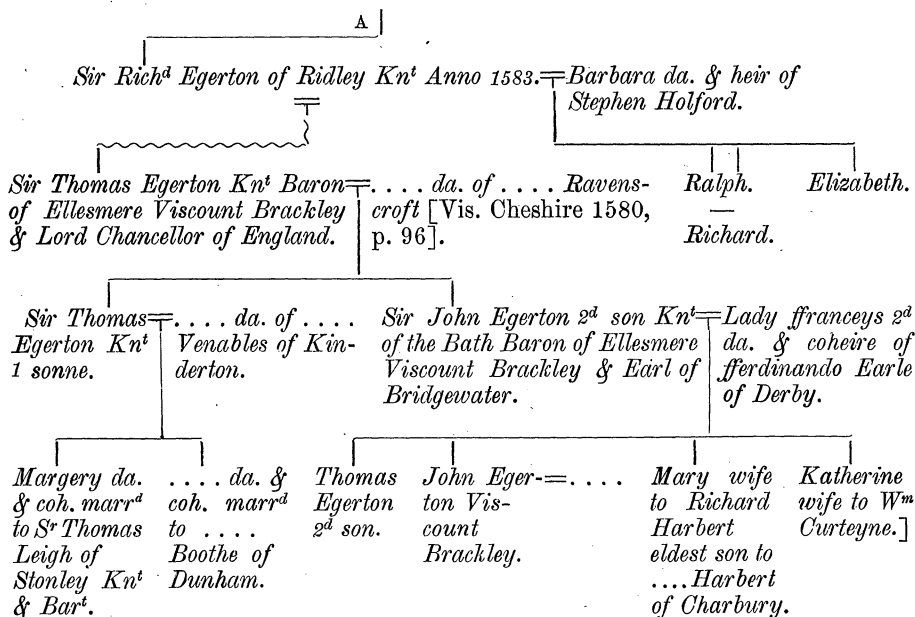 A
Sir Richd Egerton of Ridley Knt Anno 1583.
Barbara da. & heir of
Stephen Holford.
Sir Thomas Egerton Knt Baron
of Ellesmere Viscount Brackley
& Lord Chancellor of England.
. . . . da. of . . . . Ravens-
croft [Vis. Cheshire 1580,
p. 96].
Ralph.
—
Richard.
Elizabeth.
Sir Thomas
Egerton Knt
1 sonne.
. . . . da. of . . . .
Venables of Kin-
derton.
Sir John Egerton 2d son Knt
of the Bath Baron of Ellesmere
Viscount Brackley & Earl of
Bridgewater.
Lady ffranceys 2d
da. & coheire of
fferdinando Earle
of Derby.
Margery da.
& coh. marrd
to Sr Thomas
Leigh of
Stonley Knt
& Bart.
. . . . da. &
coh. marrd
to . . . .
Boothe of
Dunham.
Thomas
Egerton
2d son.
John Eger-
ton Vis-
count
Brackley.
. . . .
Mary wife
to Richard
Harbert
eldest son to
. . . . Harbert
of Charbury.
Katherine
wife to Wm
Curteyne.]